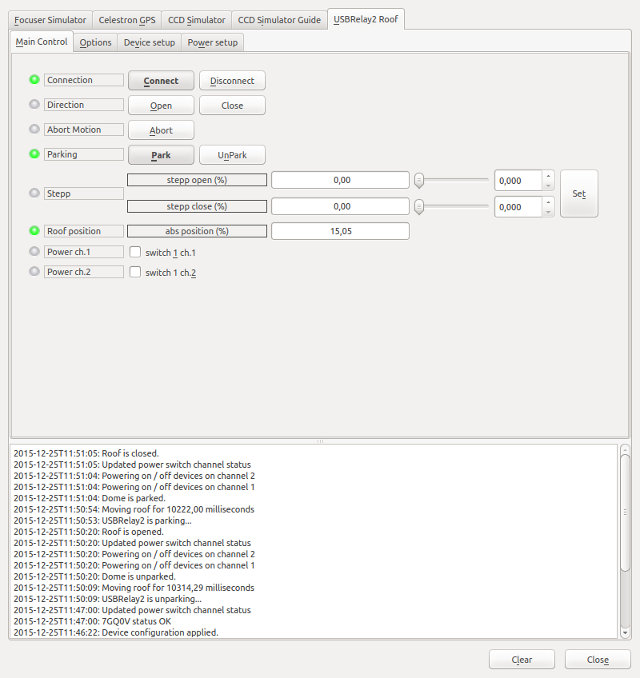 Focuser Simulator Celestron GPS CCD Simulator CCD Simulator Guide USBRelay2 Roof
Main Control Options Device setup Power setup
Connection Connect Disconnect
Direction Open Close
Abort Motion Abort
Parking Park UnPark
stepp open (%) 0,00 0,000
Stepp Set
stepp close (%) 0,00 0,000
Roof position abs position (%) 15,05
Power ch.1 switch 1 ch.1
Power ch.2 switch 1 ch.2
2015-12-25T11:51:05: Roof is closed.
2015-12-25T11:51:05: Updated power switch channel status
2015-12-25T11:51:04: Powering on / off devices on channel 2
2015-12-25T11:51:04: Powering on / off devices on channel 1
2015-12-25T11:51:04: Dome is parked.
2015-12-25T11:50:54: Moving roof for 10222,00 milliseconds
2015-12-25T11:50:53: USBRelay2 is parking...
2015-12-25T11:50:20: Roof is opened.
2015-12-25T11:50:20: Updated power switch channel status
2015-12-25T11:50:20: Powering on / off devices on channel 2
2015-12-25T11:50:20: Powering on / off devices on channel 1
2015-12-25T11:50:20: Dome is unparked.
2015-12-25T11:50:09: Moving roof for 10314,29 milliseconds
2015-12-25T11:50:09: USBRelay2 is unparking...
2015-12-25T11:47:00: Updated power switch channel status
2015-12-25T11:47:00: 7GQ0V status OK
2015-12-25T11:46:22: Device configuration applied.
Clear Close